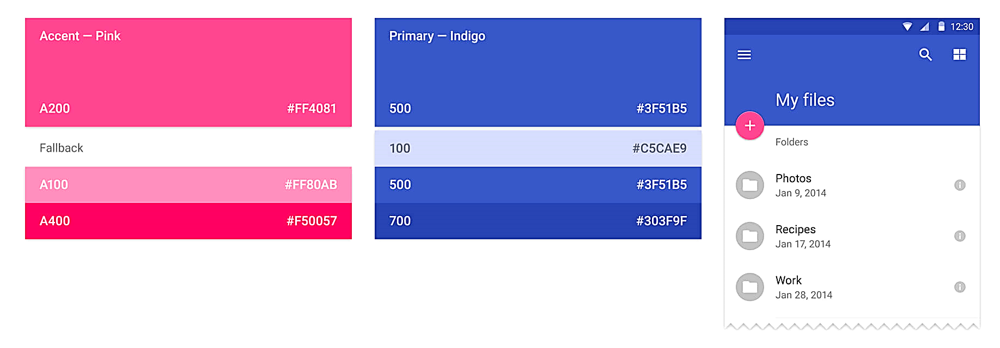 Accent — Pink
A200 #FF4081
Fallback
A100 #FF80AB
A400 #F50057
Primary — Indigo
500 #3F51B5
100 #C5CAE9
500 #3F51B5
700 #303F9F
12:30
My files
Folders
Photos
Jan 9, 2014
Recipes
Jan 17, 2014
Work
Jan 28, 2014